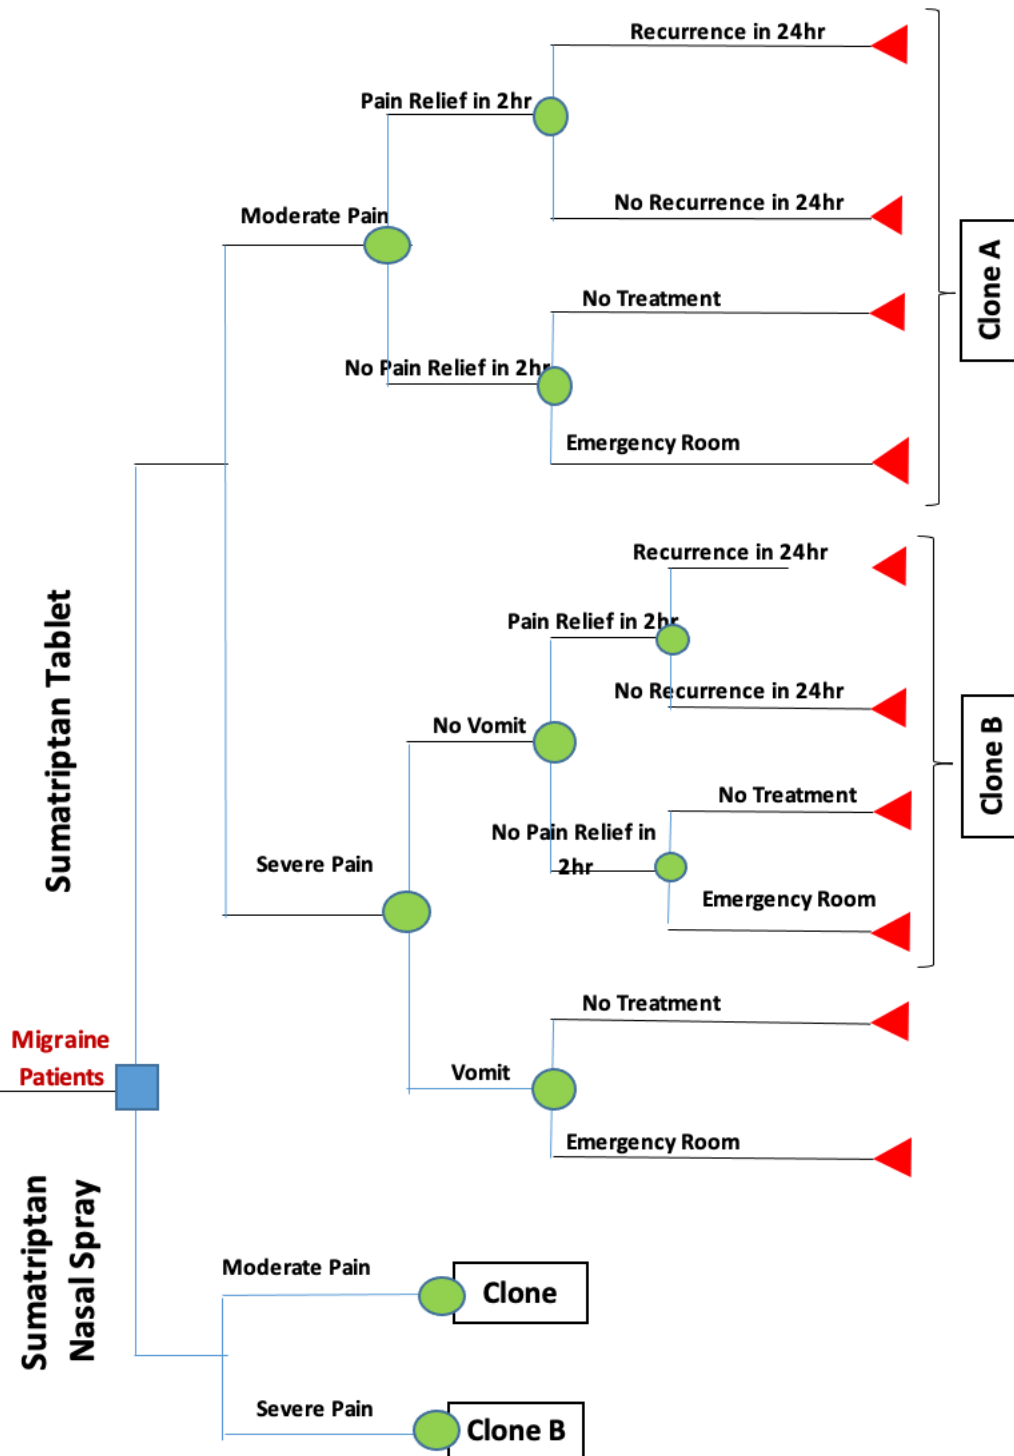 Recurrence in 24hr
Pain Relief in 2hr
No Recurrence in 24hr
Moderate Pain
Clone A
No Treatment
No Pain Relief in 2hr
Emergency Room
Recurrence in 24hr
Pain Relief in 2hr
No Recurrence in 24hr
No Vomit
Clone B
No Treatment
No Pain Relief in
2hr
Sumatriptan Tablet
Severe Pain
Emergency Room
No Treatment
Migraine
Patients
Vomit
Emergency Room
Sumatriptan
Nasal Spray
Moderate Pain
Clone
Severe Pain
Clone B